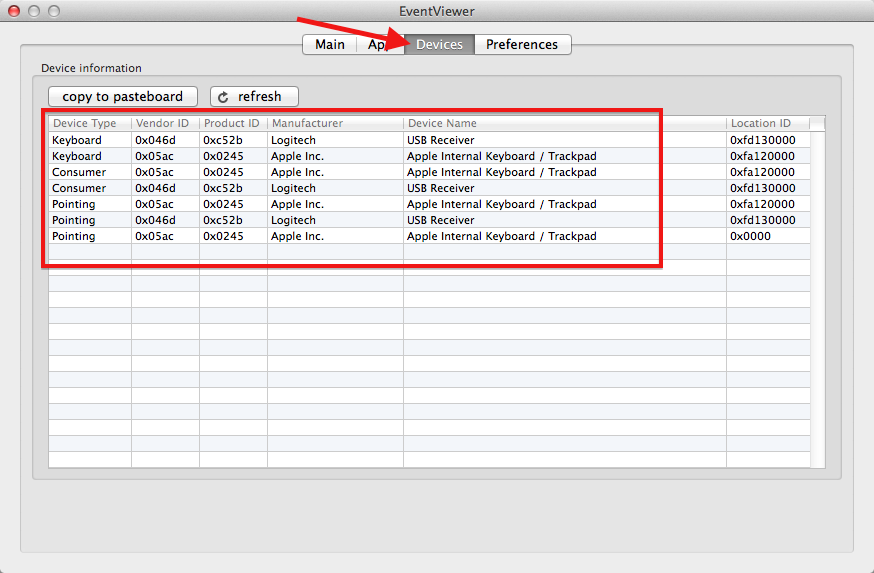 EventViewer
Main Ap Devices Preferences
Device information
copy to pasteboard refresh
Device Type Vendor ID Product ID Manufacturer Device Name Location ID
Keyboard 0x046d 0xc52b Logitech USB Receiver 0xfd130000
Keyboard 0x05ac 0x0245 Apple Inc. Apple Internal Keyboard / Trackpad 0xfa120000
Consumer 0x05ac 0x0245 Apple Inc. Apple Internal Keyboard / Trackpad 0xfa120000
Consumer 0x046d 0xc52b Logitech USB Receiver 0xfd130000
Pointing 0x05ac 0x0245 Apple Inc. Apple Internal Keyboard / Trackpad 0xfa120000
Pointing 0x046d 0xc52b Logitech USB Receiver 0xfd130000
Pointing 0x05ac 0x0245 Apple Inc. Apple Internal Keyboard / Trackpad 0x0000